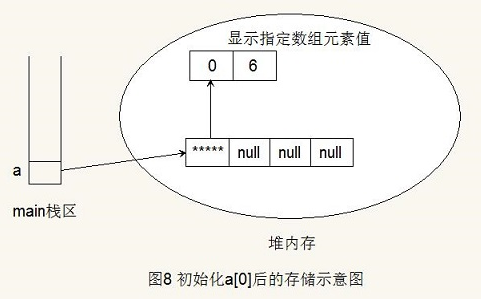 显示指定数组元素值
0 6
***** null null null
a
main栈区
堆内存
图8 初始化a[0]后的存储示意图